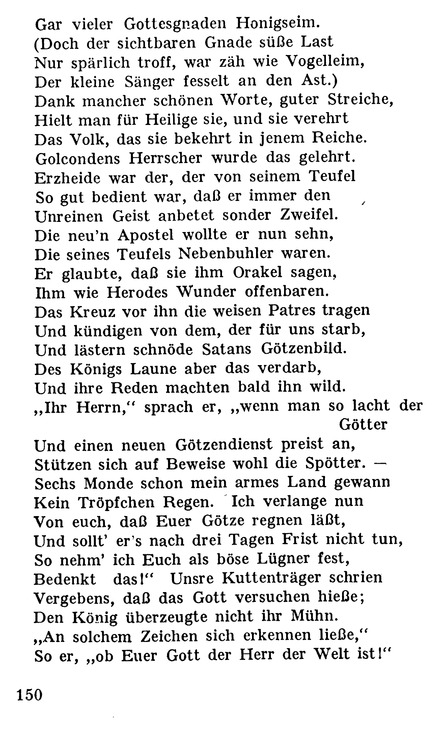 Gar vieler Gottesgnaden Honigseim.
(Doch der sichtbaren Gnade süße Last
Nur spärlich troff, war zäh wie Vogelleim,
Der kleine Sänger fesselt an den Ast.)
Dank mancher schönen Worte, guter Streiche,
Hielt man für Heilige sie, und sie verehrt
Das Volk, das sie bekehrt in jenem Reiche.
Golcondens Herrscher wurde das gelehrt.
Erzheide war der, der von seinem Teufel
So gut bedient war, daß er immer den
Unreinen Geist anbetet sonder Zweifel.
Die neu'n Apostel wollte er nun sehn,
Die seines Teufels Nebenbuhler waren.
Er glaubte, daß sie ihm Orakel sagen,
Ihm wie Herodes Wunder offenbaren.
Das Kreuz vor ihn die weisen Patres tragen
Und kündigen von dem, der für uns starb,
Und lästern schnöde Satans Götzenbild.
Des Königs Laune aber das verdarb,
Und ihre Reden machten bald ihn wild.
„Ihr Herrn,“ sprach er, „wenn man so lacht der
Götter
Und einen neuen Götzendienst preist an,
Stützen sich auf Beweise wohl die Spötter. —
Sechs Monde schon mein armes Land gewann
Kein Tröpfchen Regen. Ich verlange nun
Von euch, daß Euer Götze regnen läßt,
Und sollt' er's nach drei Tagen Frist nicht tun,
So nehm' ich Euch als böse Lügner fest,
Bedenkt das!“ Unsre Kuttenträger schrien
Vergebens, daß das Gott versuchen hieße;
Den König überzeugte nicht ihr Mühn.
„An solchem Zeichen sich erkennen ließe,“
So er, „ob Euer Gott der Herr der Welt ist!“
150